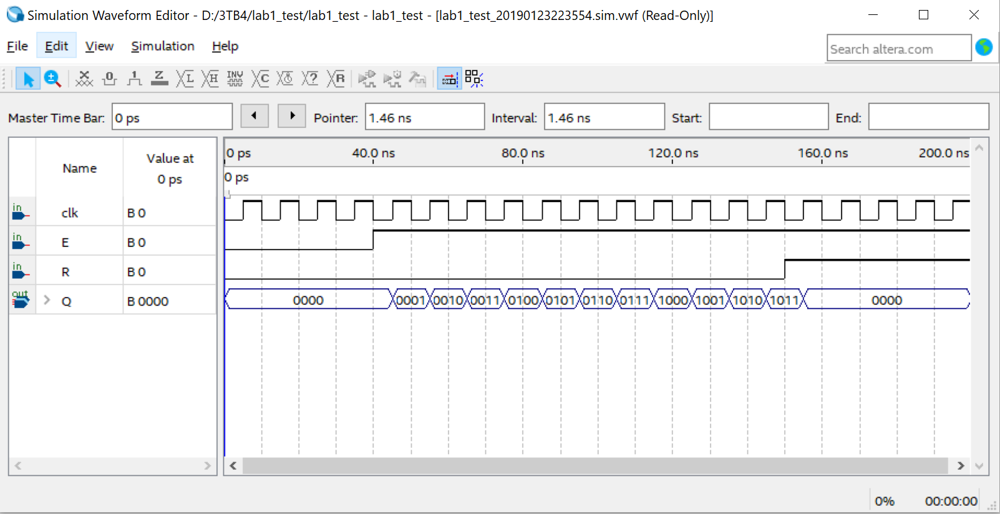 Simulation Waveform Editor - D:/3TB4/lab1_test/lab1_test - lab1_test - [lab1_test_20190123223554.sim.vwf (Read-Only)]
File Edit View Simulation Help
Search altera.com
0 1 Z L H INV C ? R
Master Time Bar: 0 ps Pointer: 1.46 ns Interval: 1.46 ns Start: End:
Name Value at 0 ps
0 ps 40.0 ns 80.0 ns 120.0 ns 160.0 ns 200.0 ns
0 ps
in clk B 0
in E B 0
in R B 0
out Q B 0000 0000 0001 0010 0011 0100 0101 0110 0111 1000 1001 1010 1011 0000
0% 00:00:00